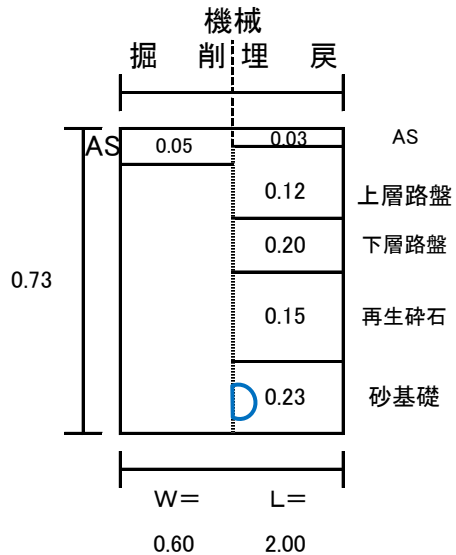 機械
掘 削 埋 戻
AS 0.05 0.03 AS
0.12 上層路盤
0.20 下層路盤
0.73
0.15 再生砕石
0.23 砂基礎
W= L=
0.60 2.00